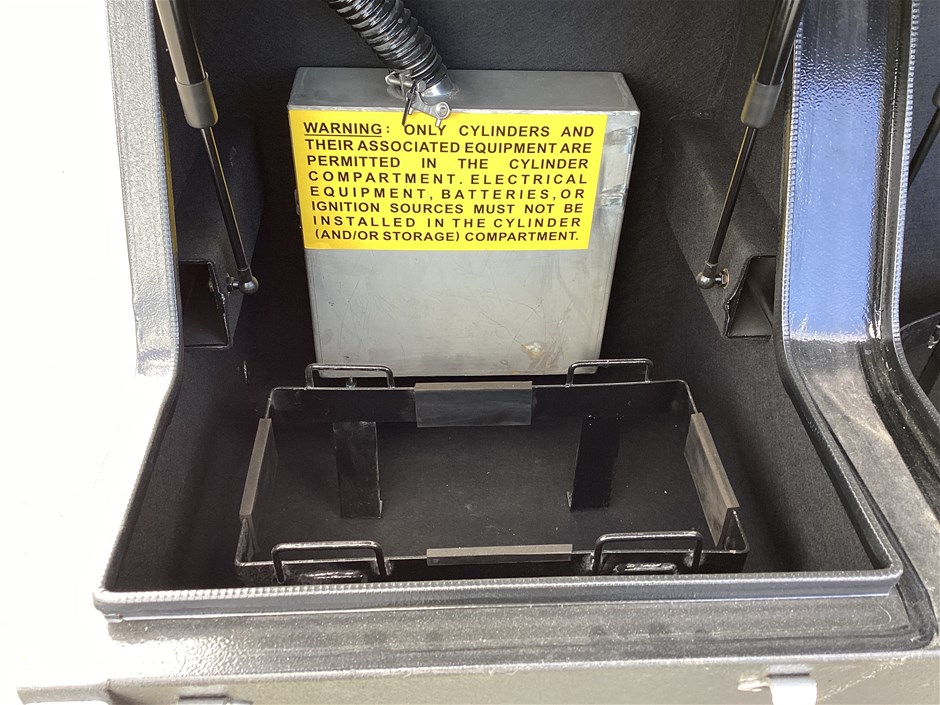 WARNING: ONLY CYLINDERS AND
THEIR ASSOCIATED EQUIPMENT ARE
PERMITTED IN THE CYLINDER
COMPARTMENT. ELECTRICAL
EQUIPMENT, BATTERIES, OR
IGNITION SOURCES MUST NOT BE
INSTALLED IN THE CYLINDER
(AND/OR STORAGE) COMPARTMENT.